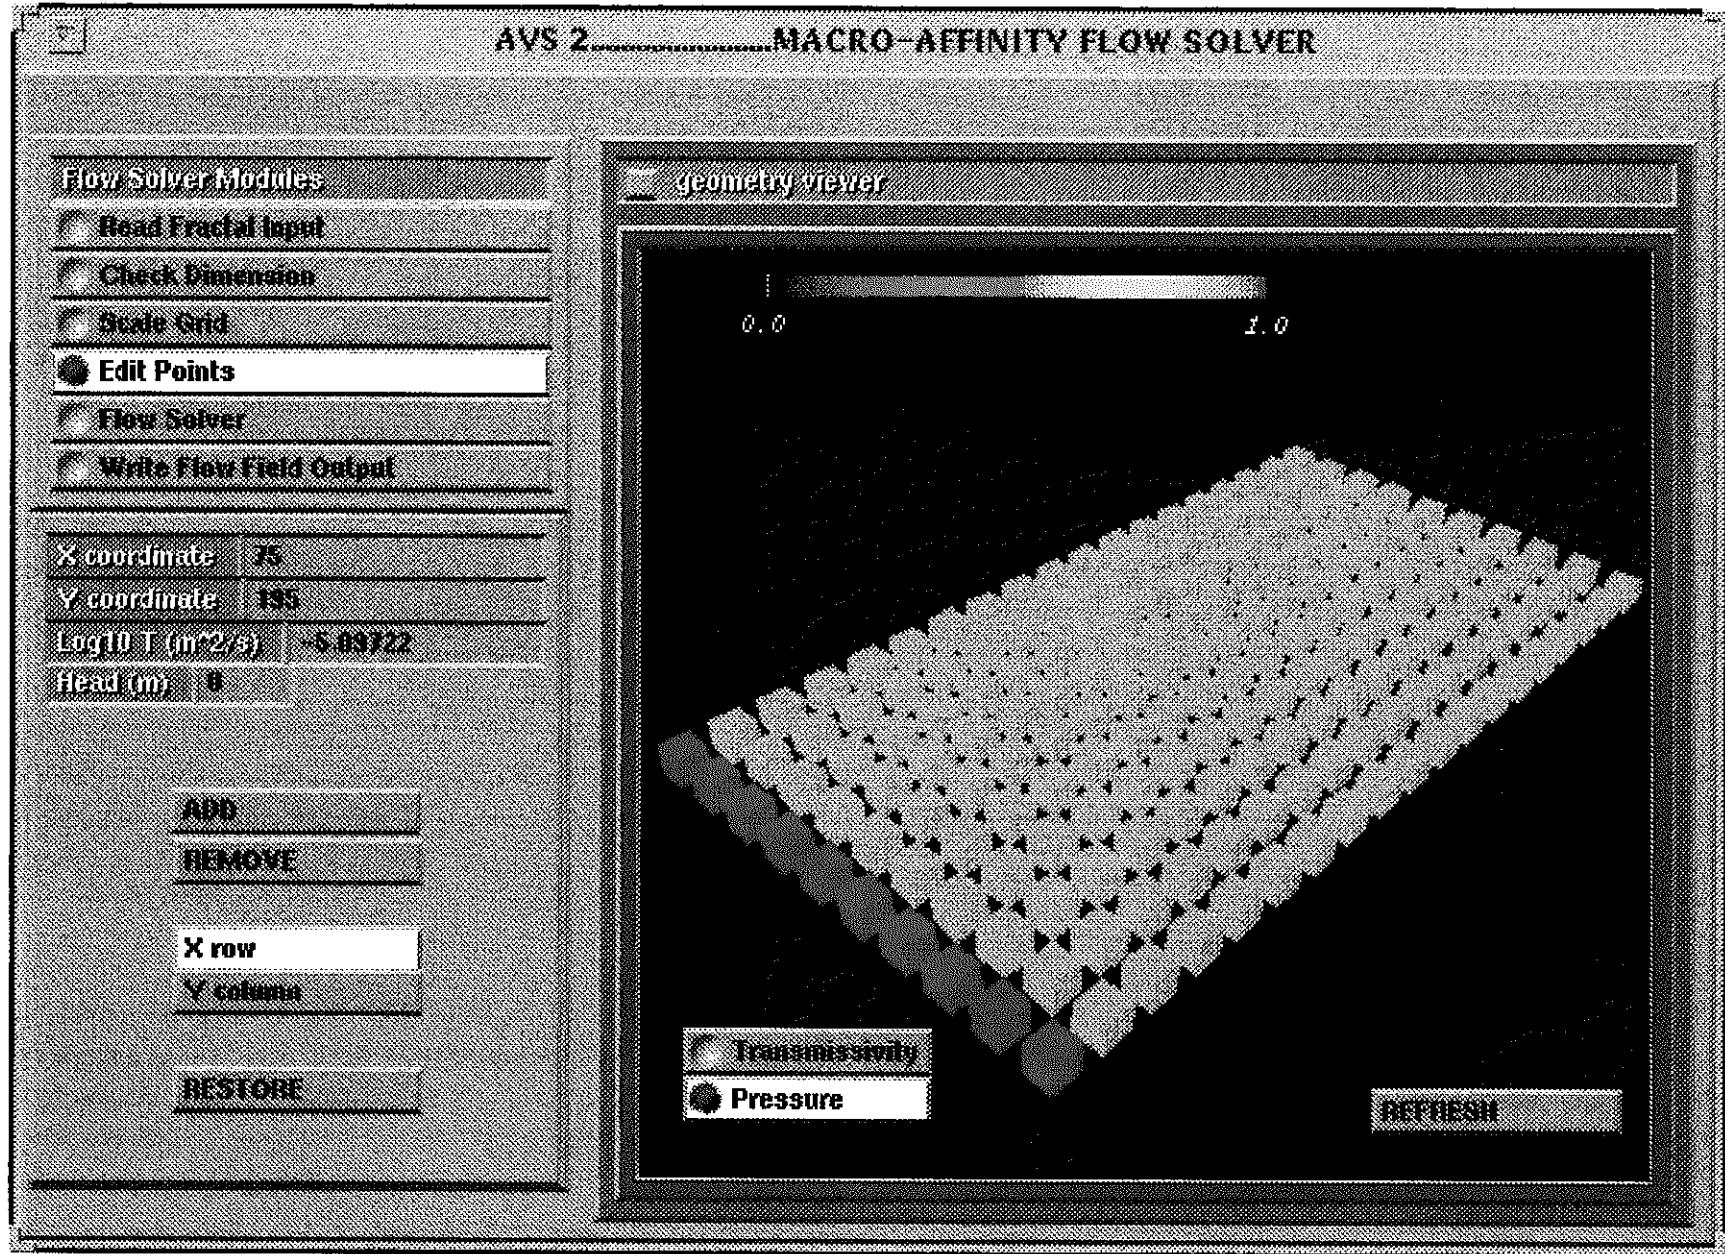 AVS 2....................MACRO-AFFINITY FLOW SOLVER
Flow Solver Modules
Read Fractal Input
Check Dimension
Scale Grid
Edit Points
Flow Solver
Write Flow Field Output
X coordinate 75
Y coordinate 195
Log10 T (m^2/s) -5.09722
Head (m) 0
ADD
REMOVE
X row
Y column
RESTORE
geometry viewer
0.0 1.0
Transmissivity
Pressure
REFRESH